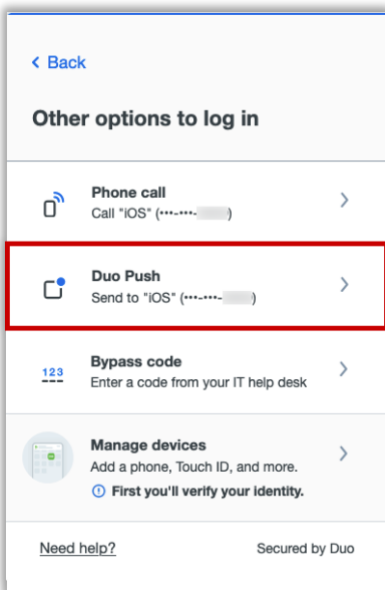 Back
Other options to log in
Phone call
Call "iOS" (•••-•••-)
Duo Push
Send to "iOS" (•••-•••-)
123
Bypass code
Enter a code from your IT help desk
Manage devices
Add a phone, Touch ID, and more.
First you'll verify your identity.
Need help?
Secured by Duo